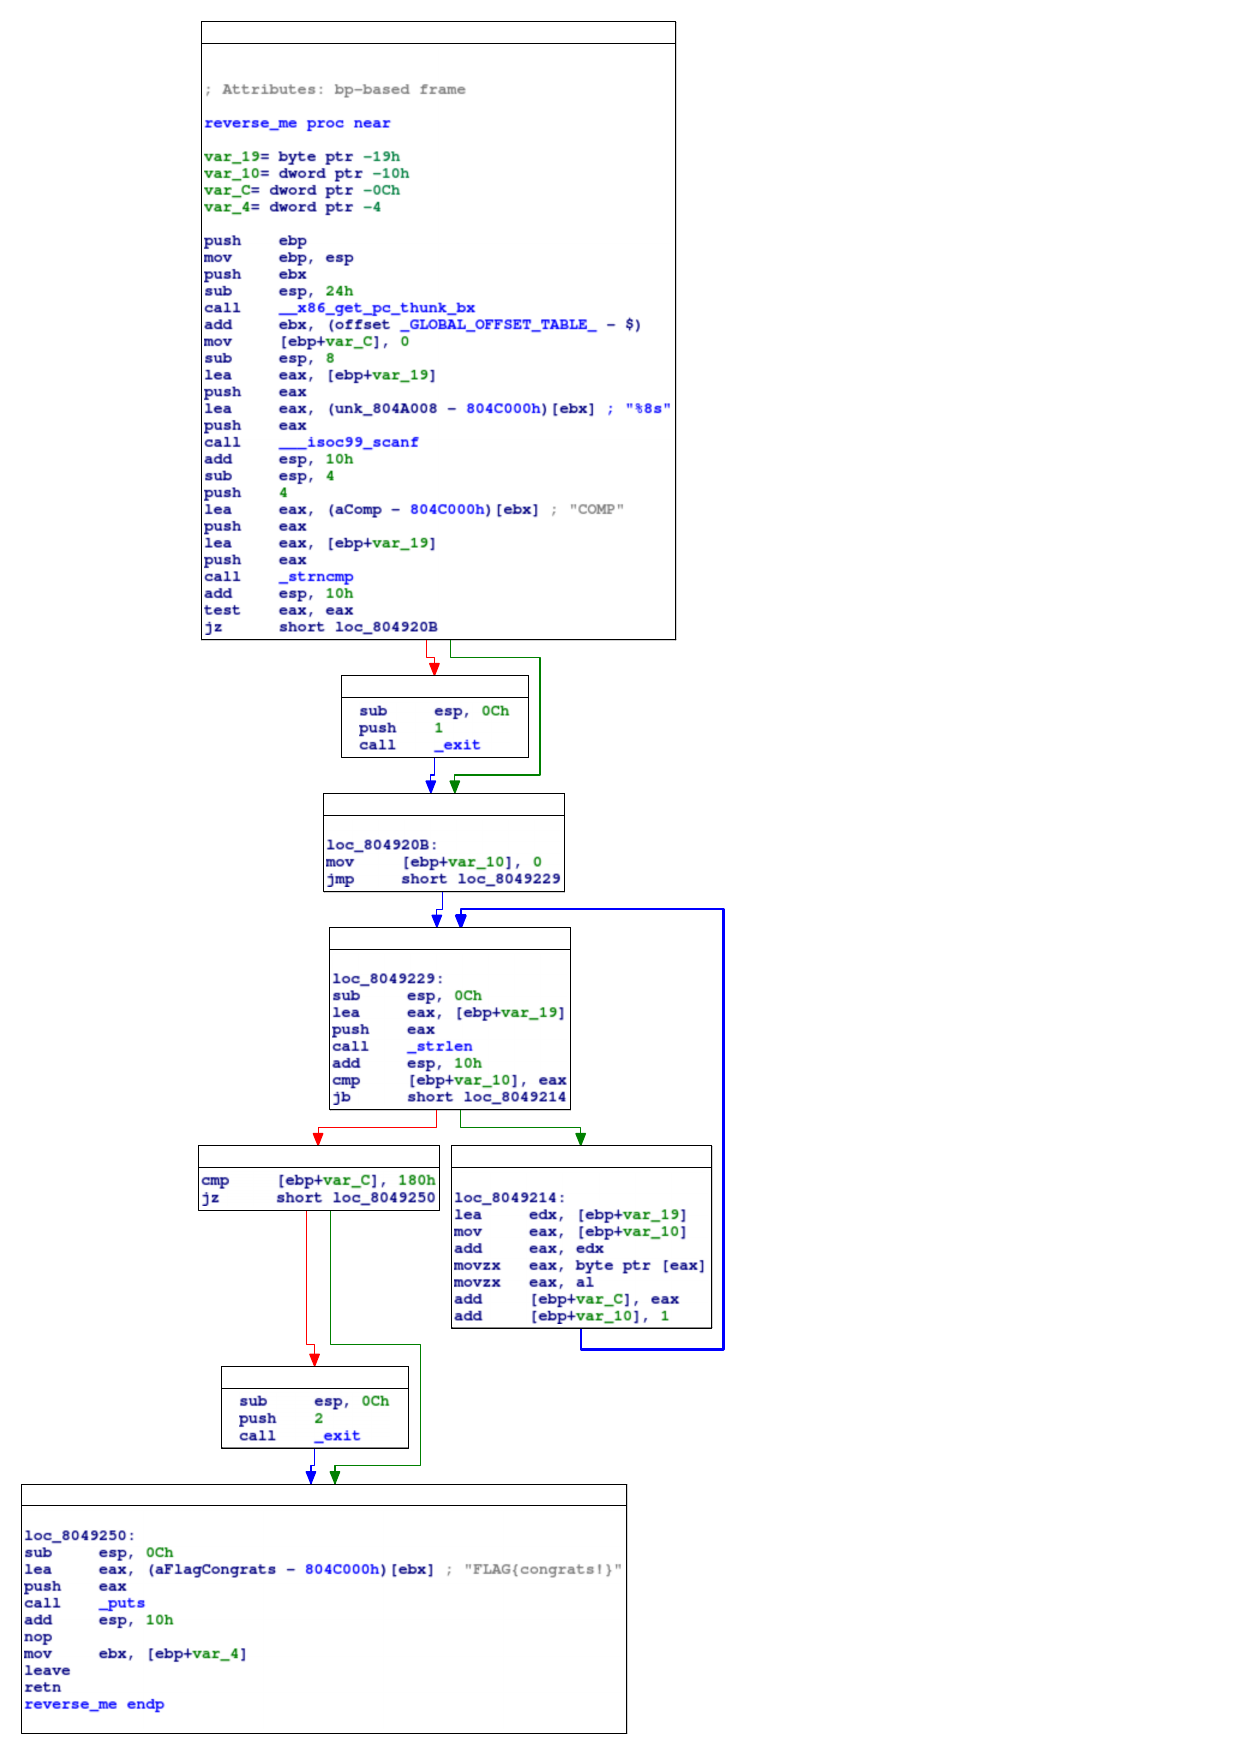 ; Attributes: bp-based frame
reverse_me proc near
var_19= byte ptr -19h
var_10= dword ptr -10h
var_C= dword ptr -0Ch
var_4= dword ptr -4
push ebp
mov ebp, esp
push ebx
sub esp, 24h
call __x86_get_pc_thunk_bx
add ebx, (offset _GLOBAL_OFFSET_TABLE_ - $)
mov [ebp+var_C], 0
sub esp, 8
lea eax, [ebp+var_19]
push eax
lea eax, (unk_804A008 - 804C000h)[ebx] ; "%8s"
push eax
call ___isoc99_scanf
add esp, 10h
sub esp, 4
push 4
lea eax, (aComp - 804C000h)[ebx] ; "COMP"
push eax
lea eax, [ebp+var_19]
push eax
call _strncmp
add esp, 10h
test eax, eax
jz short loc_804920B
sub esp, 0Ch
push 1
call _exit
loc_804920B:
mov [ebp+var_10], 0
jmp short loc_8049229
loc_8049229:
sub esp, 0Ch
lea eax, [ebp+var_19]
push eax
call _strlen
add esp, 10h
cmp [ebp+var_10], eax
jb short loc_8049214
cmp [ebp+var_C], 180h
jz short loc_8049250
loc_8049214:
lea edx, [ebp+var_19]
mov eax, [ebp+var_10]
add eax, edx
movzx eax, byte ptr [eax]
movzx eax, al
add [ebp+var_C], eax
add [ebp+var_10], 1
sub esp, 0Ch
push 2
call _exit
loc_8049250:
sub esp, 0Ch
lea eax, (aFlagCongrats - 804C000h)[ebx] ; "FLAG{congrats!}"
push eax
call _puts
add esp, 10h
nop
mov ebx, [ebp+var_4]
leave
retn
reverse_me endp